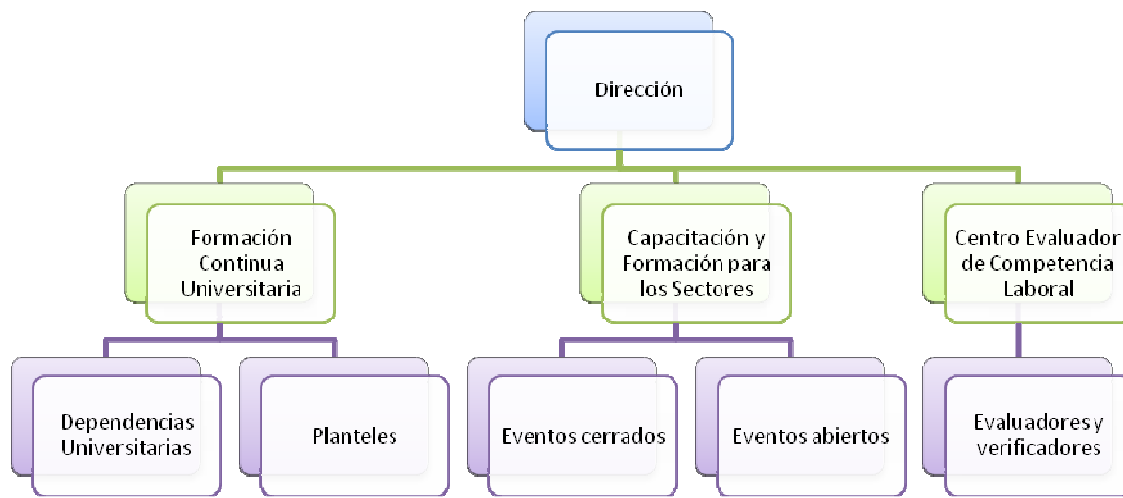 Dirección
Formación
Continua
Universitaria
Capacitación y
Formación para
los Sectores
Centro Evaluador
de Competencia
Laboral
Dependencias
Universitarias
Planteles
Eventos cerrados
Eventos abiertos
Evaluadores y
verificadores